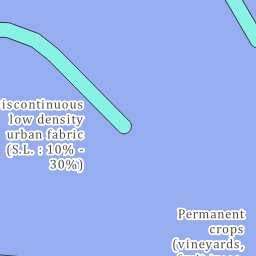 iscontinuous
low density
urban fabric
(S.L. : 10% -
30%)
Permanent
crops
(vineyards,